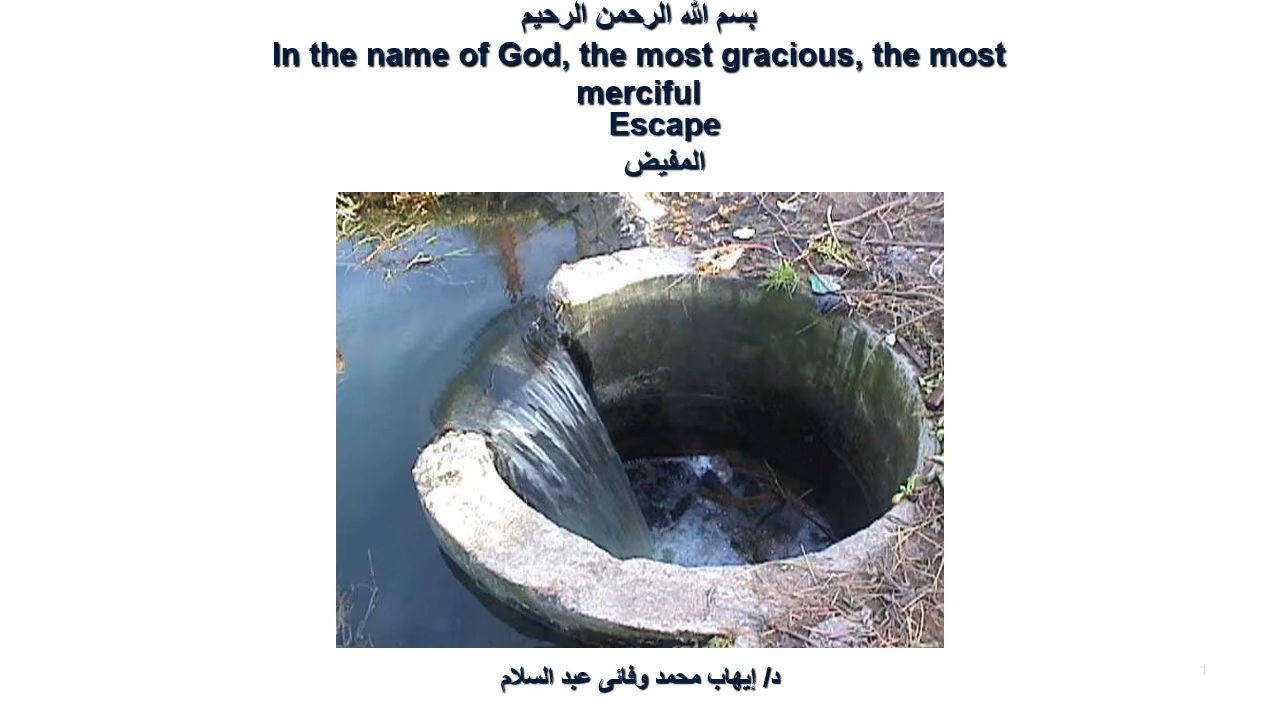 بسم الله الرحمن الرحيم
In the name of God, the most gracious, the most
merciful
Escape
المفيض
د/ إيهاب محمد وفائى عبد السلام
1